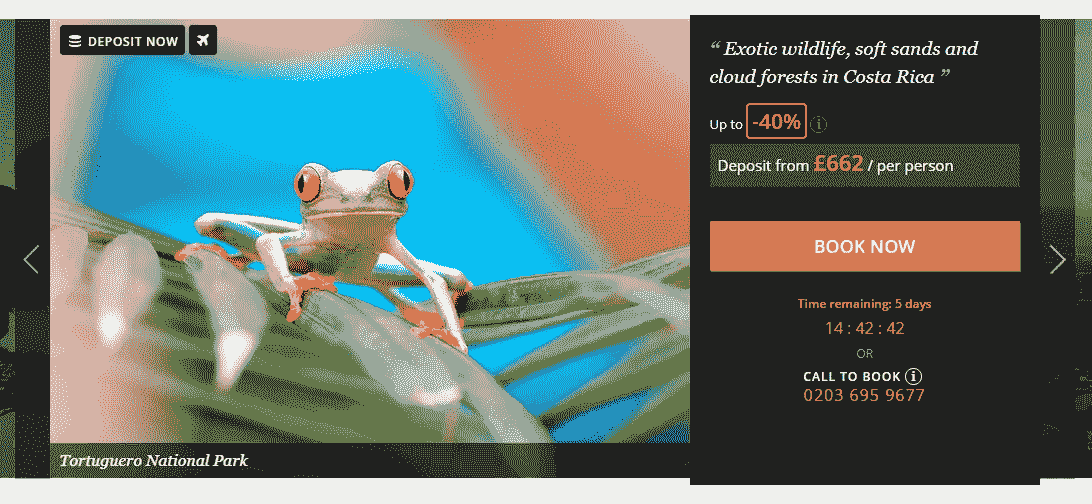 DEPOSIT NOW
“ Exotic wildlife, soft sands and
cloud forests in Costa Rica ”
Up to -40% i
Deposit from £662 / per person
BOOK NOW
Time remaining: 5 days
14 : 42 : 42
OR
CALL TO BOOK i
0203 695 9677
Tortuguero National Park